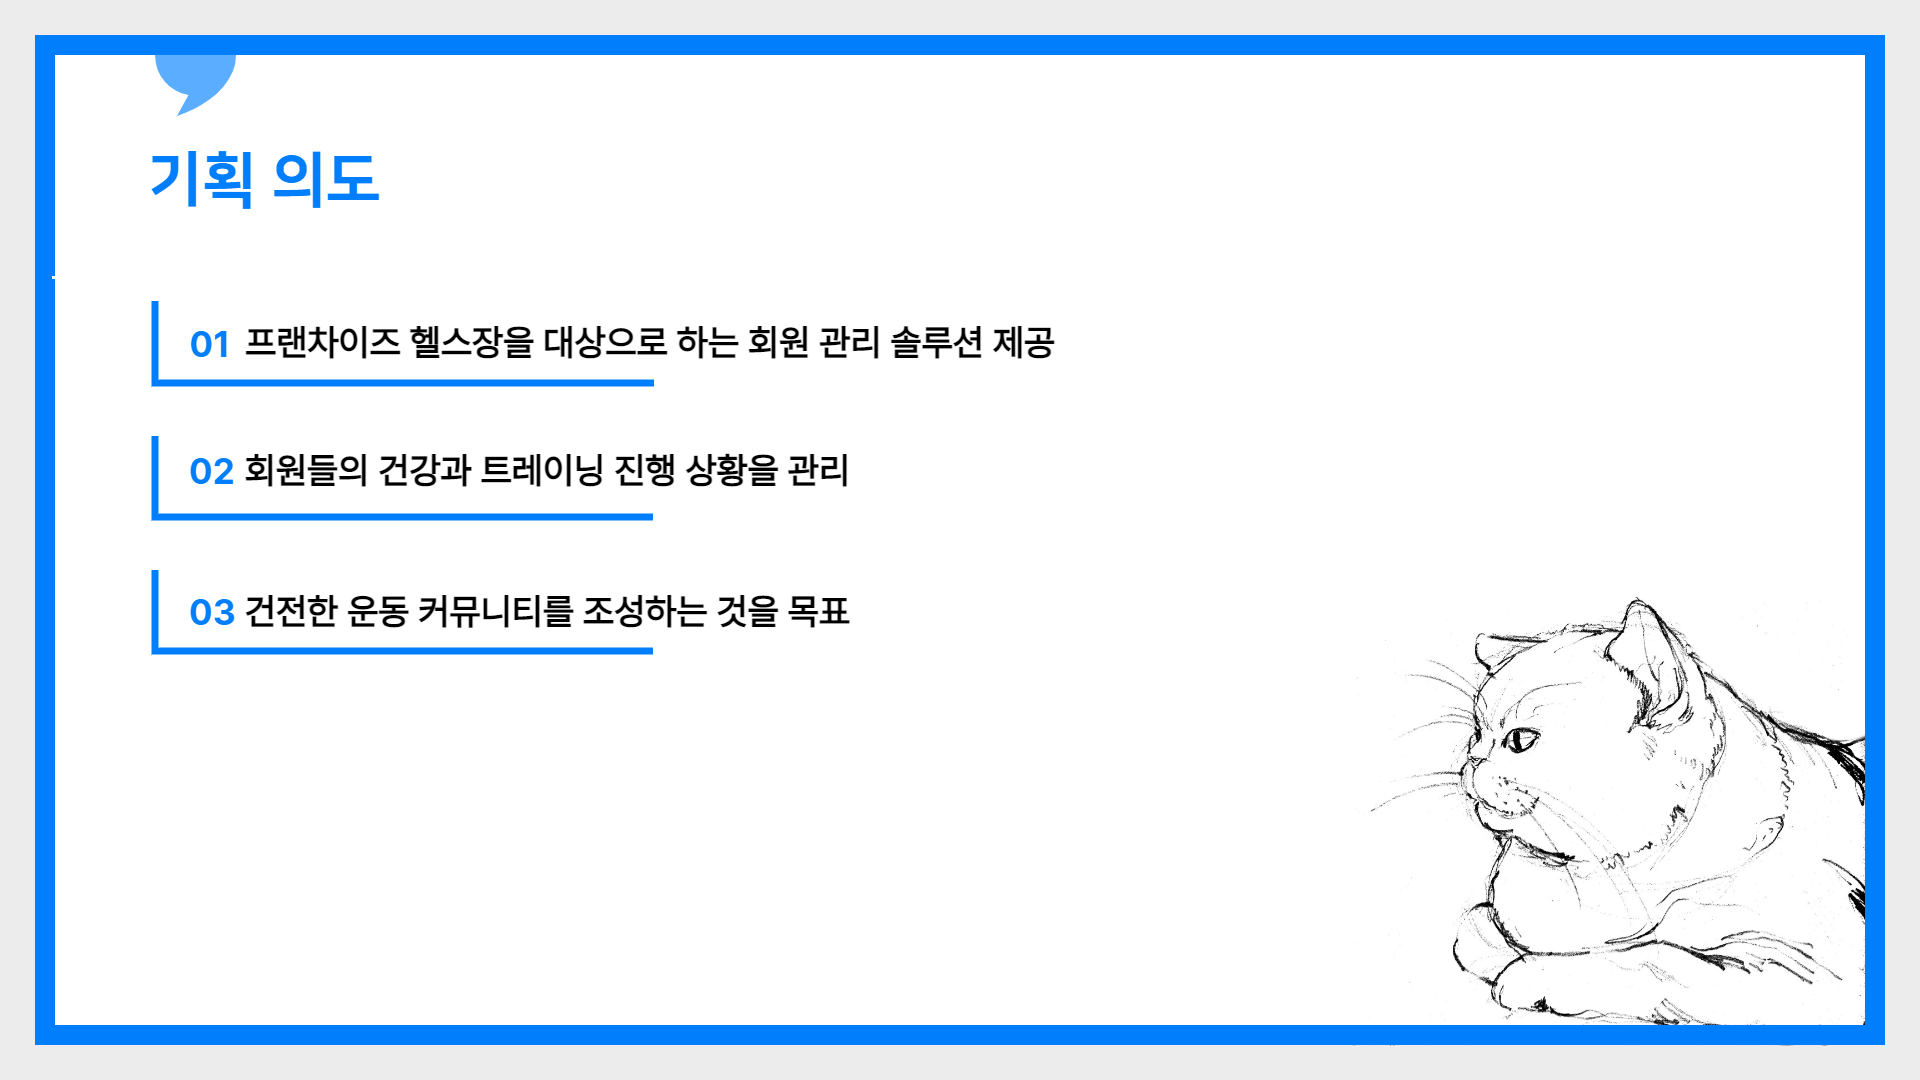 기획 의도
01 프랜차이즈 헬스장을 대상으로 하는 회원 관리 솔루션 제공
02 회원들의 건강과 트레이닝 진행 상황을 관리
03 건전한 운동 커뮤니티를 조성하는 것을 목표